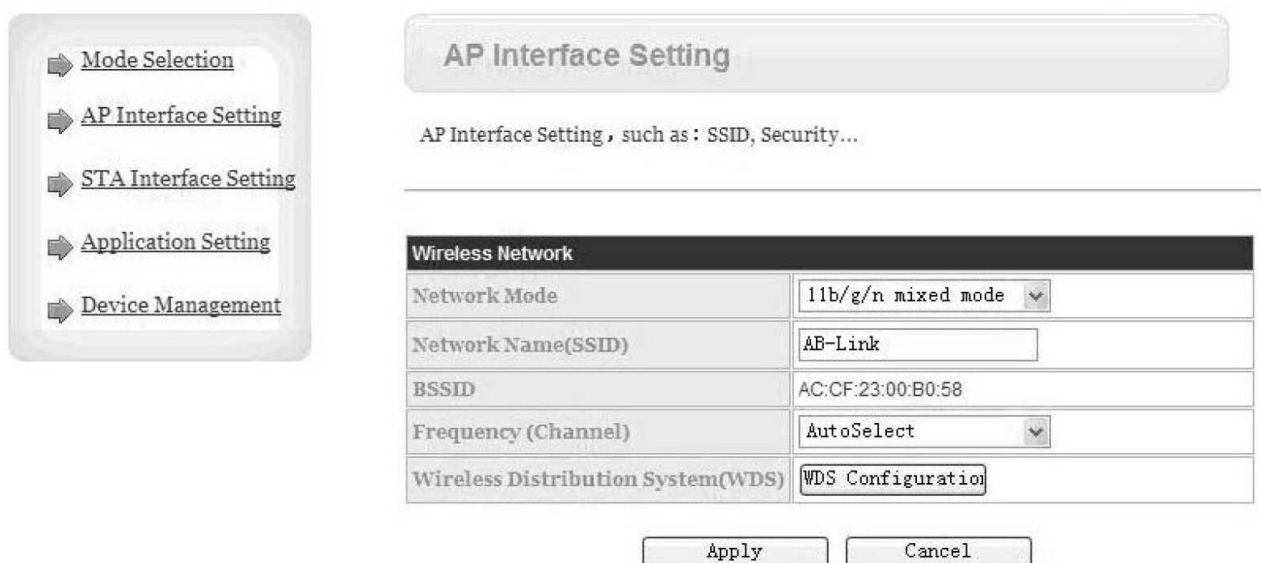 Mode Selection
AP Interface Setting
STA Interface Setting
Application Setting
Device Management
AP Interface Setting
AP Interface Setting，such as：SSID, Security...
Wireless Network
Network Mode 11b/g/n mixed mode
Network Name(SSID) AB-Link
BSSID AC:CF:23:00:B0:58
Frequency (Channel) AutoSelect
Wireless Distribution System(WDS) WDS Configuration
Apply Cancel